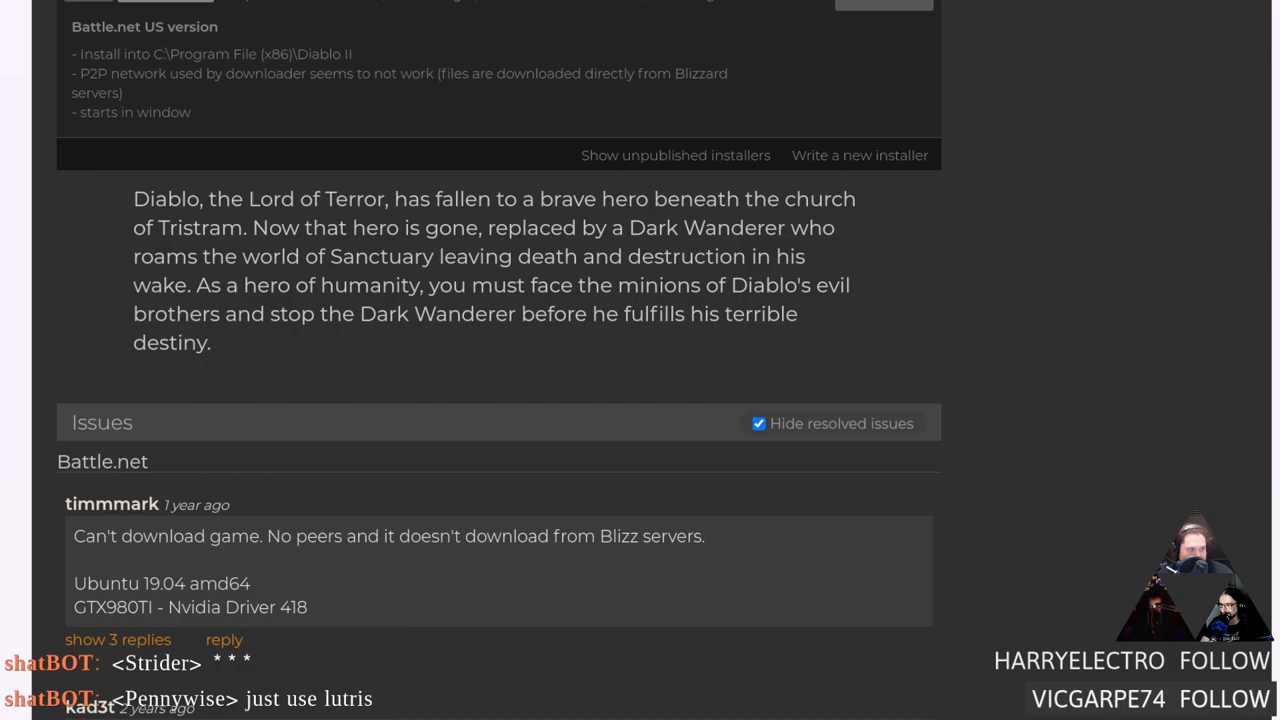 Battle.net US version
- Install into C:\Program File (x86)\Diablo II
- P2P network used by downloader seems to not work (files are downloaded directly from Blizzard
servers)
- starts in window
Show unpublished installers Write a new installer
Diablo, the Lord of Terror, has fallen to a brave hero beneath the church
of Tristram. Now that hero is gone, replaced by a Dark Wanderer who
roams the world of Sanctuary leaving death and destruction in his
wake. As a hero of humanity, you must face the minions of Diablo's evil
brothers and stop the Dark Wanderer before he fulfills his terrible
destiny.
Issues Hide resolved issues
Battle.net
timmmark 1 year ago
Can't download game. No peers and it doesn't download from Blizz servers.
Ubuntu 19.04 amd64
GTX980TI - Nvidia Driver 418
show 3 replies reply
shatBOT: <Strider> * * *
HARRYELECTRO FOLLOW
shatBOT: <Pennywise> just use lutris
VICGARPE74 FOLLOW
kad3t 2 years ago